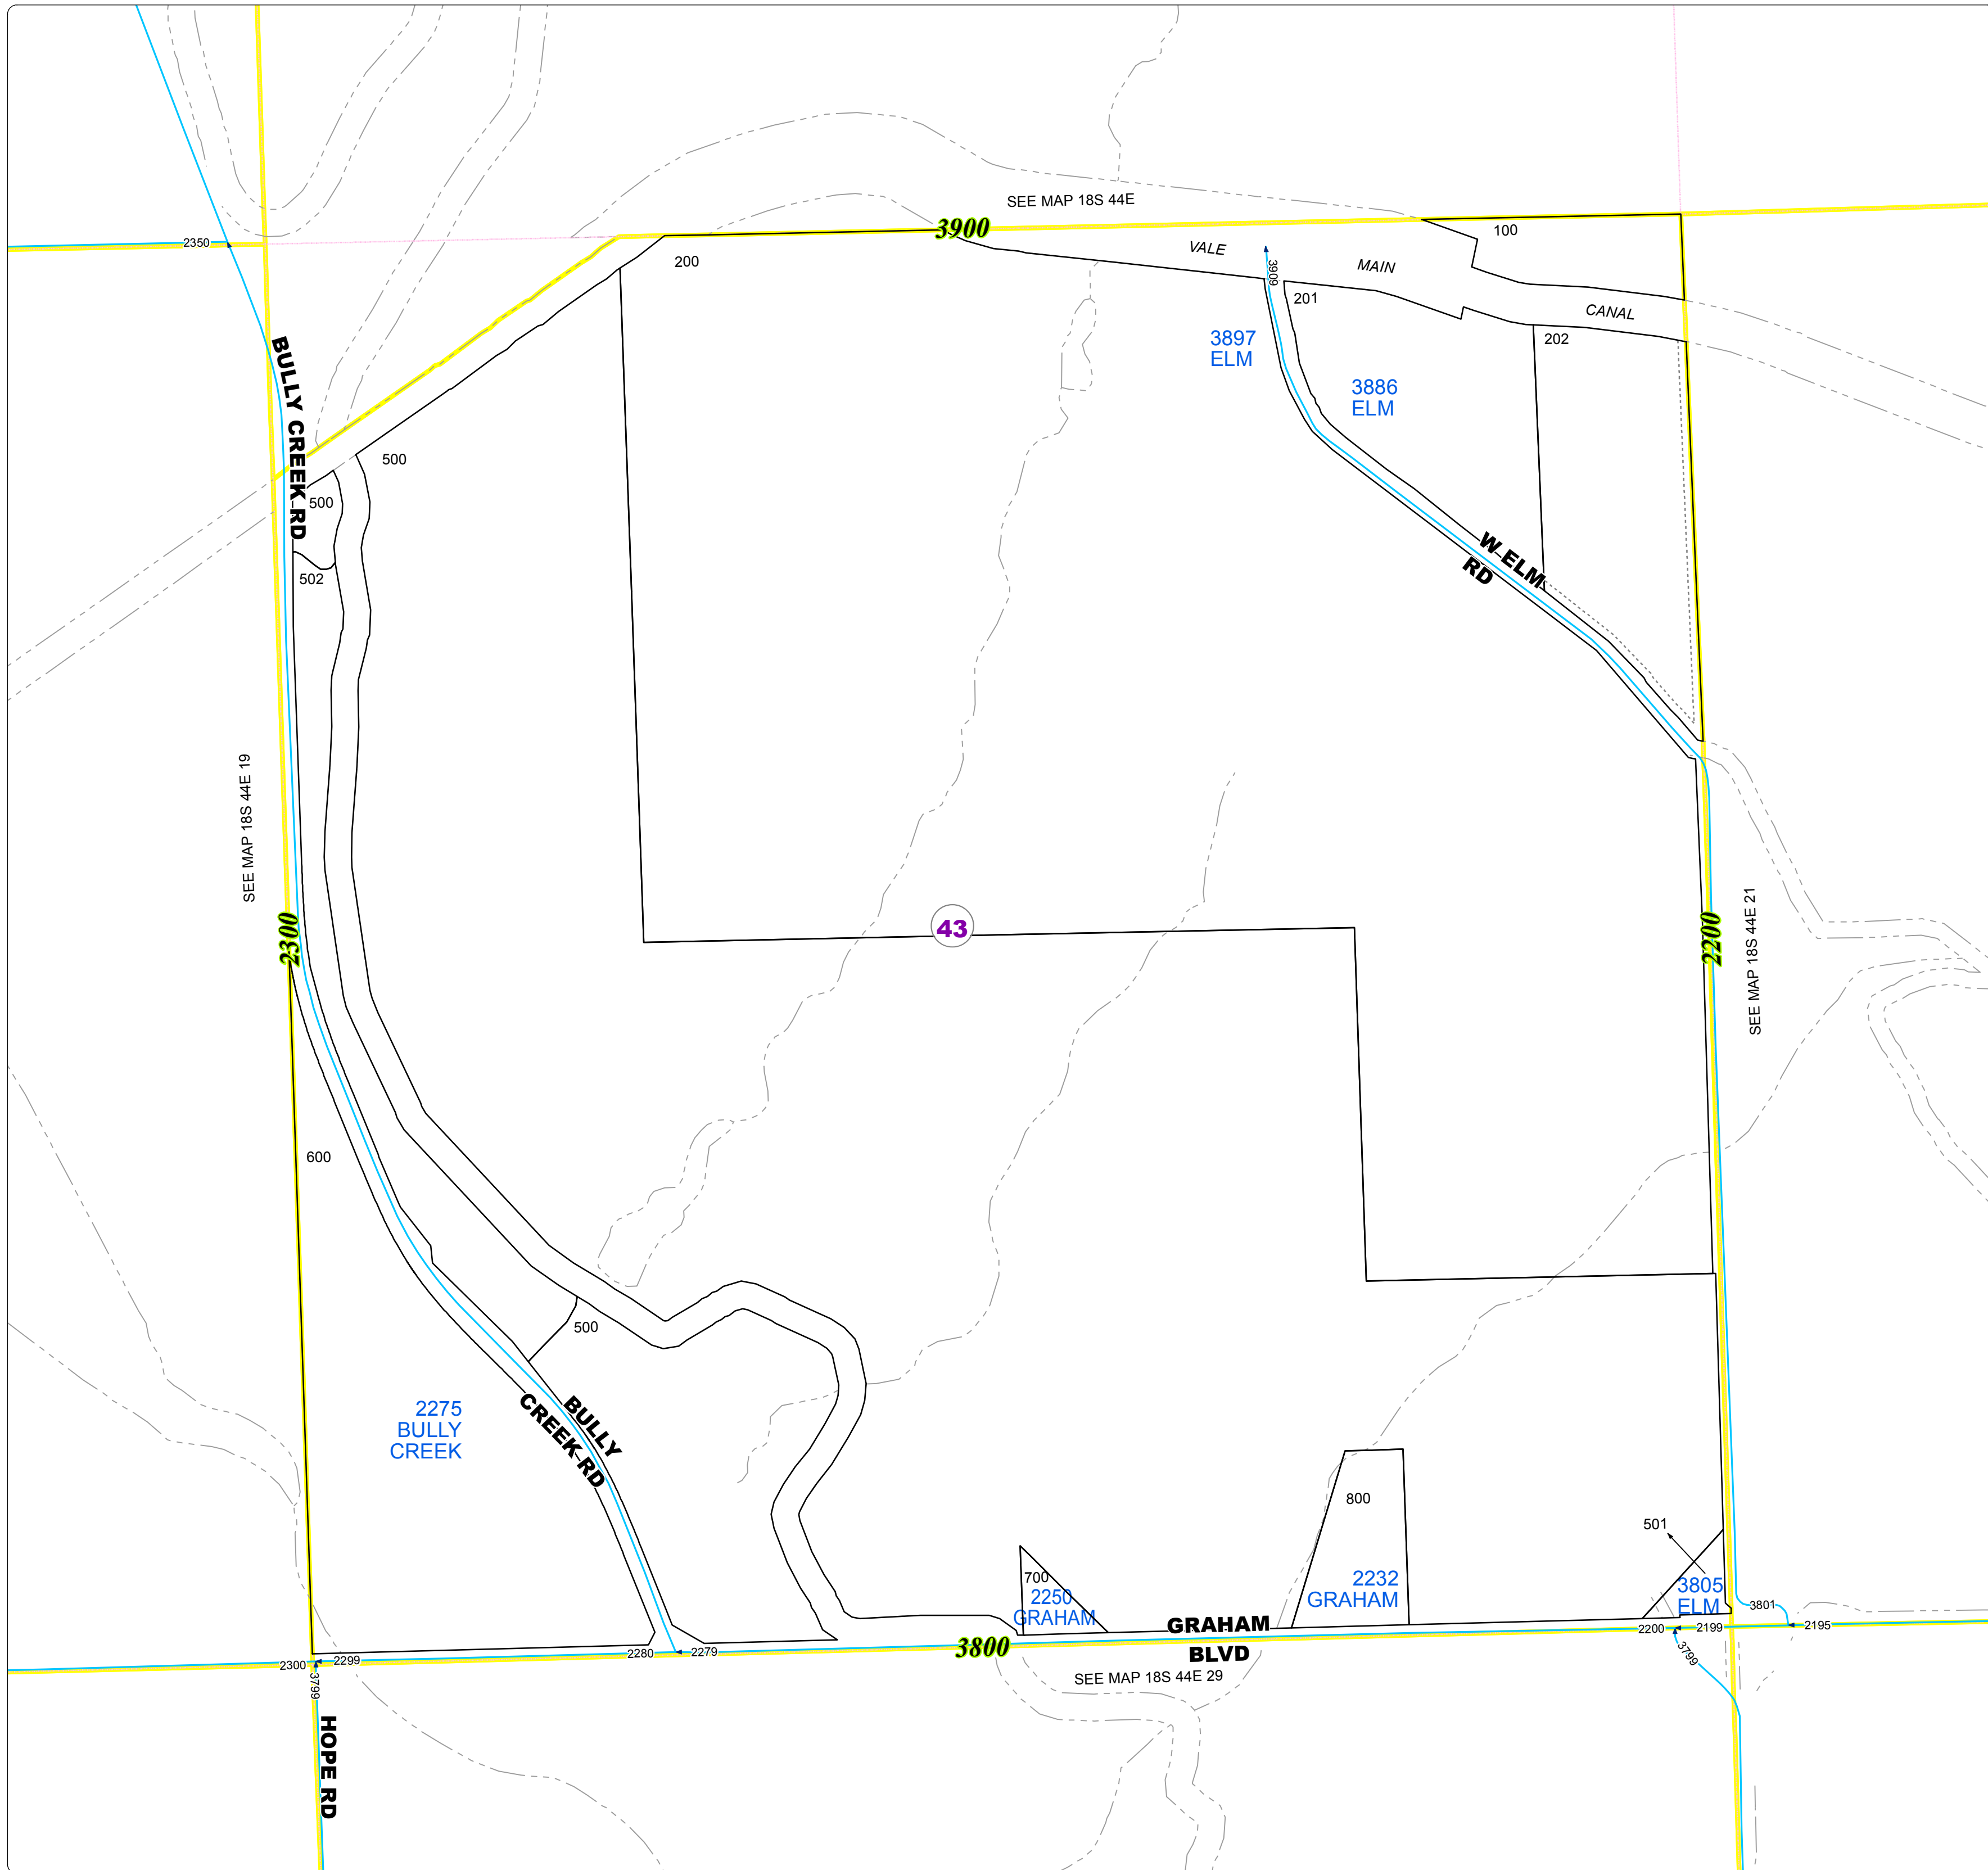 SEE MAP 18S 44E
3900
100
2350
VALE
200
MAIN
3909
201
CANAL
3897
ELM
202
3886
ELM
BULLY CREEK RD
500
500
W ELM
RD
502
SEE MAP 18S 44E 19
2300
43
2200
SEE MAP 18S 44E 21
600
500
2275
BULLY
CREEK
BULLY
CREEK RD
800
501
700
2250
GRAHAM
2232
GRAHAM
3805
ELM
3801
GRAHAM
BLVD
2195
2200
2199
3799
3800
2279
2280
2299
2300
SEE MAP 18S 44E 29
3799
HOPE RD